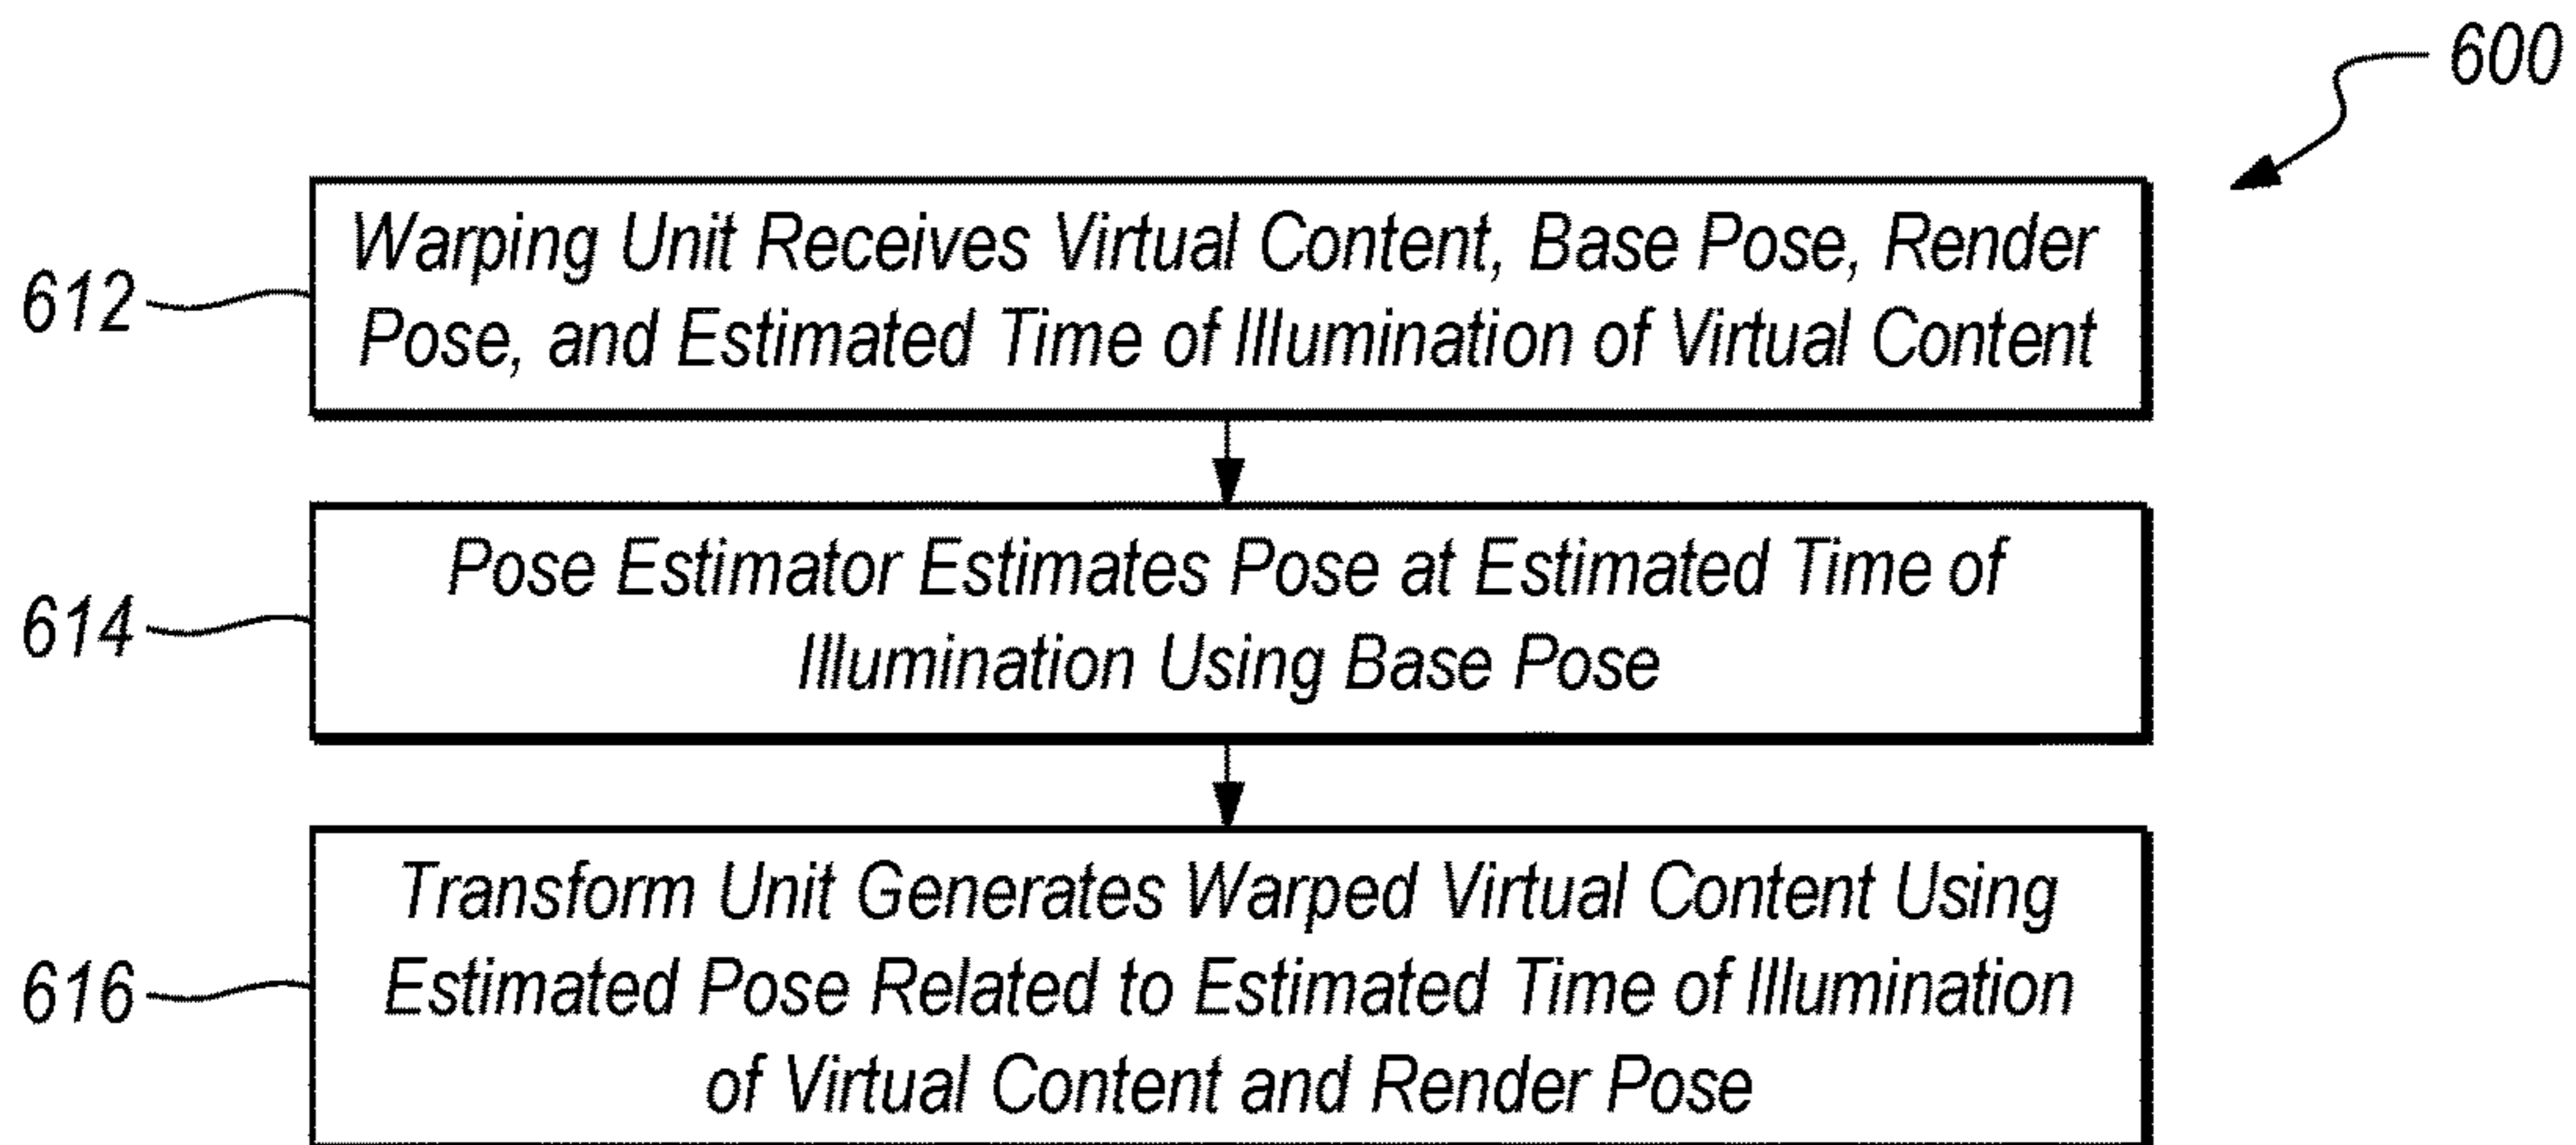 600
612
Warping Unit Receives Virtual Content, Base Pose, Render
Pose, and Estimated Time of Illumination of Virtual Content
614
Pose Estimator Estimates Pose at Estimated Time of
Illumination Using Base Pose
616
Transform Unit Generates Warped Virtual Content Using
Estimated Pose Related to Estimated Time of Illumination
of Virtual Content and Render Pose